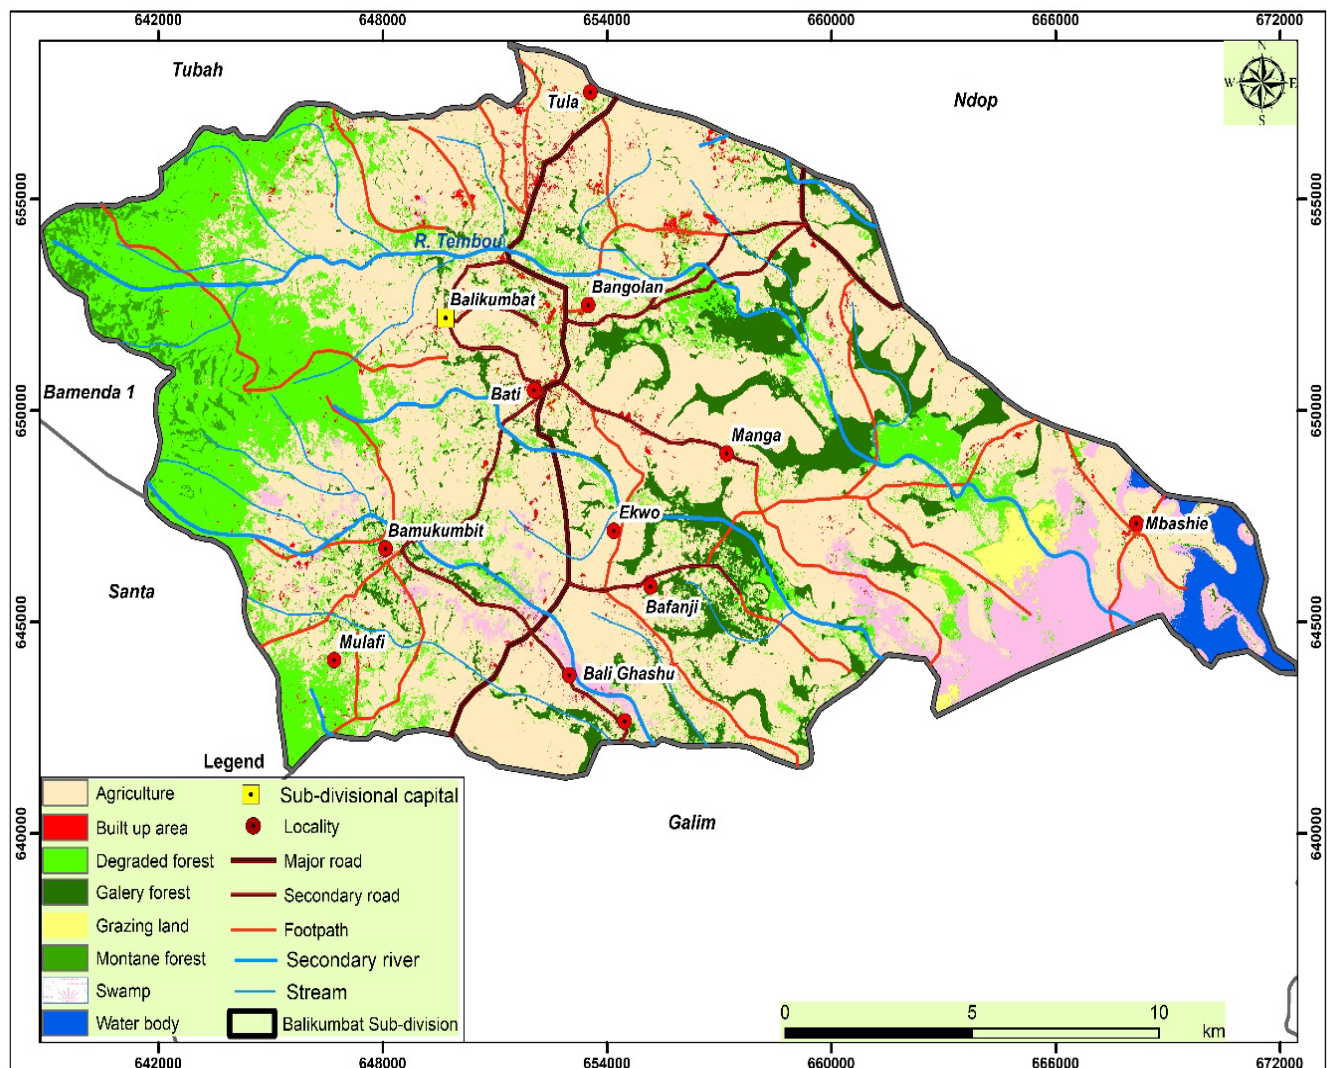 642000 648000 654000 660000 666000 672000
Tubah
N
W E
S
Ndop
Tula
655000 655000
R. Tembou
Bangolan
Balikumbat
Bamenda 1
Bati
650000 650000
Manga
Ekwo
Mbashie
Bamukumbit
Santa
Bafanji
645000 645000
Mulafi
Bali Ghashu
Legend
Agriculture Sub-divisional capital
Galim
Built up area Locality
640000 640000
Degraded forest Major road
Galery forest Secondary road
Grazing land Footpath
Montane forest Secondary river
Swamp Stream
Water body Balikumbat Sub-division
0 5 10
km
642000 648000 654000 660000 666000 672000